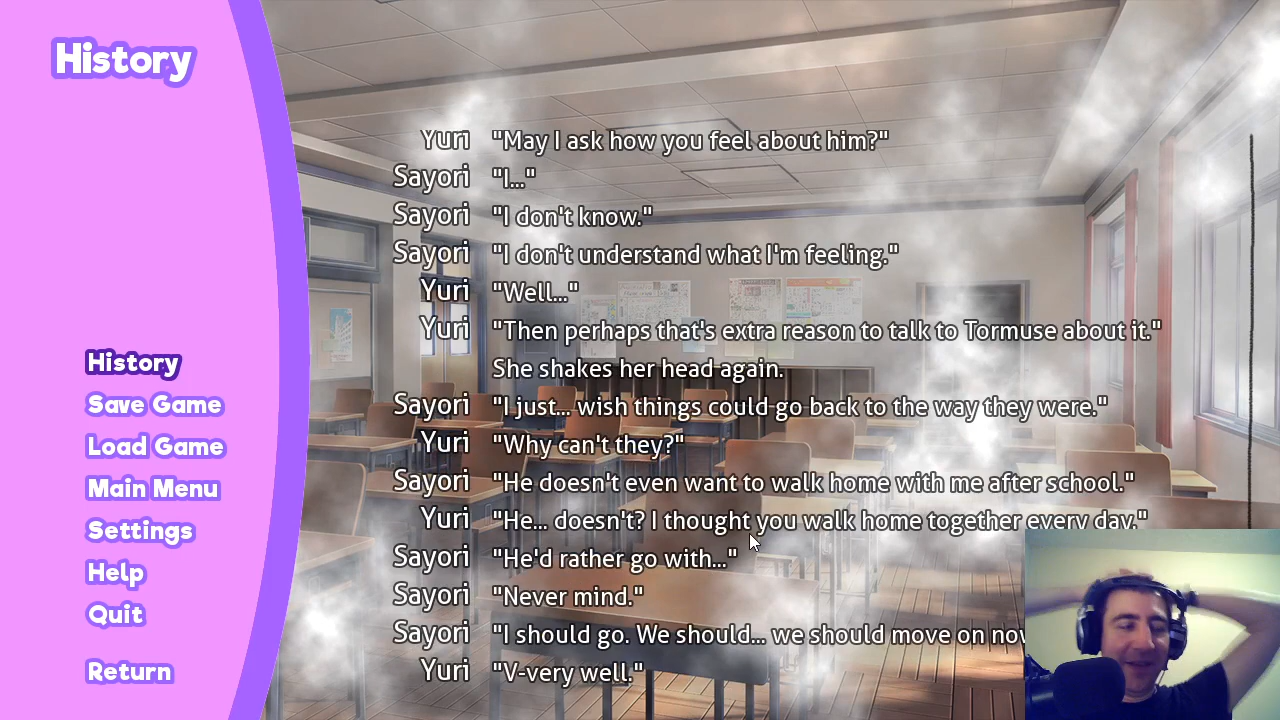 History
Yuri "May I ask how you feel about him?"
Sayori "I..."
Sayori "I don't know."
Sayori "I don't understand what I'm feeling."
Yuri "Well..."
Yuri "Then perhaps that's extra reason to talk to Tormuse about it."
She shakes her head again.
Sayori "I just... wish things could go back to the way they were."
Yuri "Why can't they?"
Sayori "He doesn't even want to walk home with me after school."
Yuri "He... doesn't? I thought you walk home together every day."
Sayori "He'd rather go with..."
Sayori "Never mind."
Sayori "I should go. We should... we should move on
Yuri "V-very well."
History
Save Game
Load Game
Main Menu
Settings
Help
Quit
Return